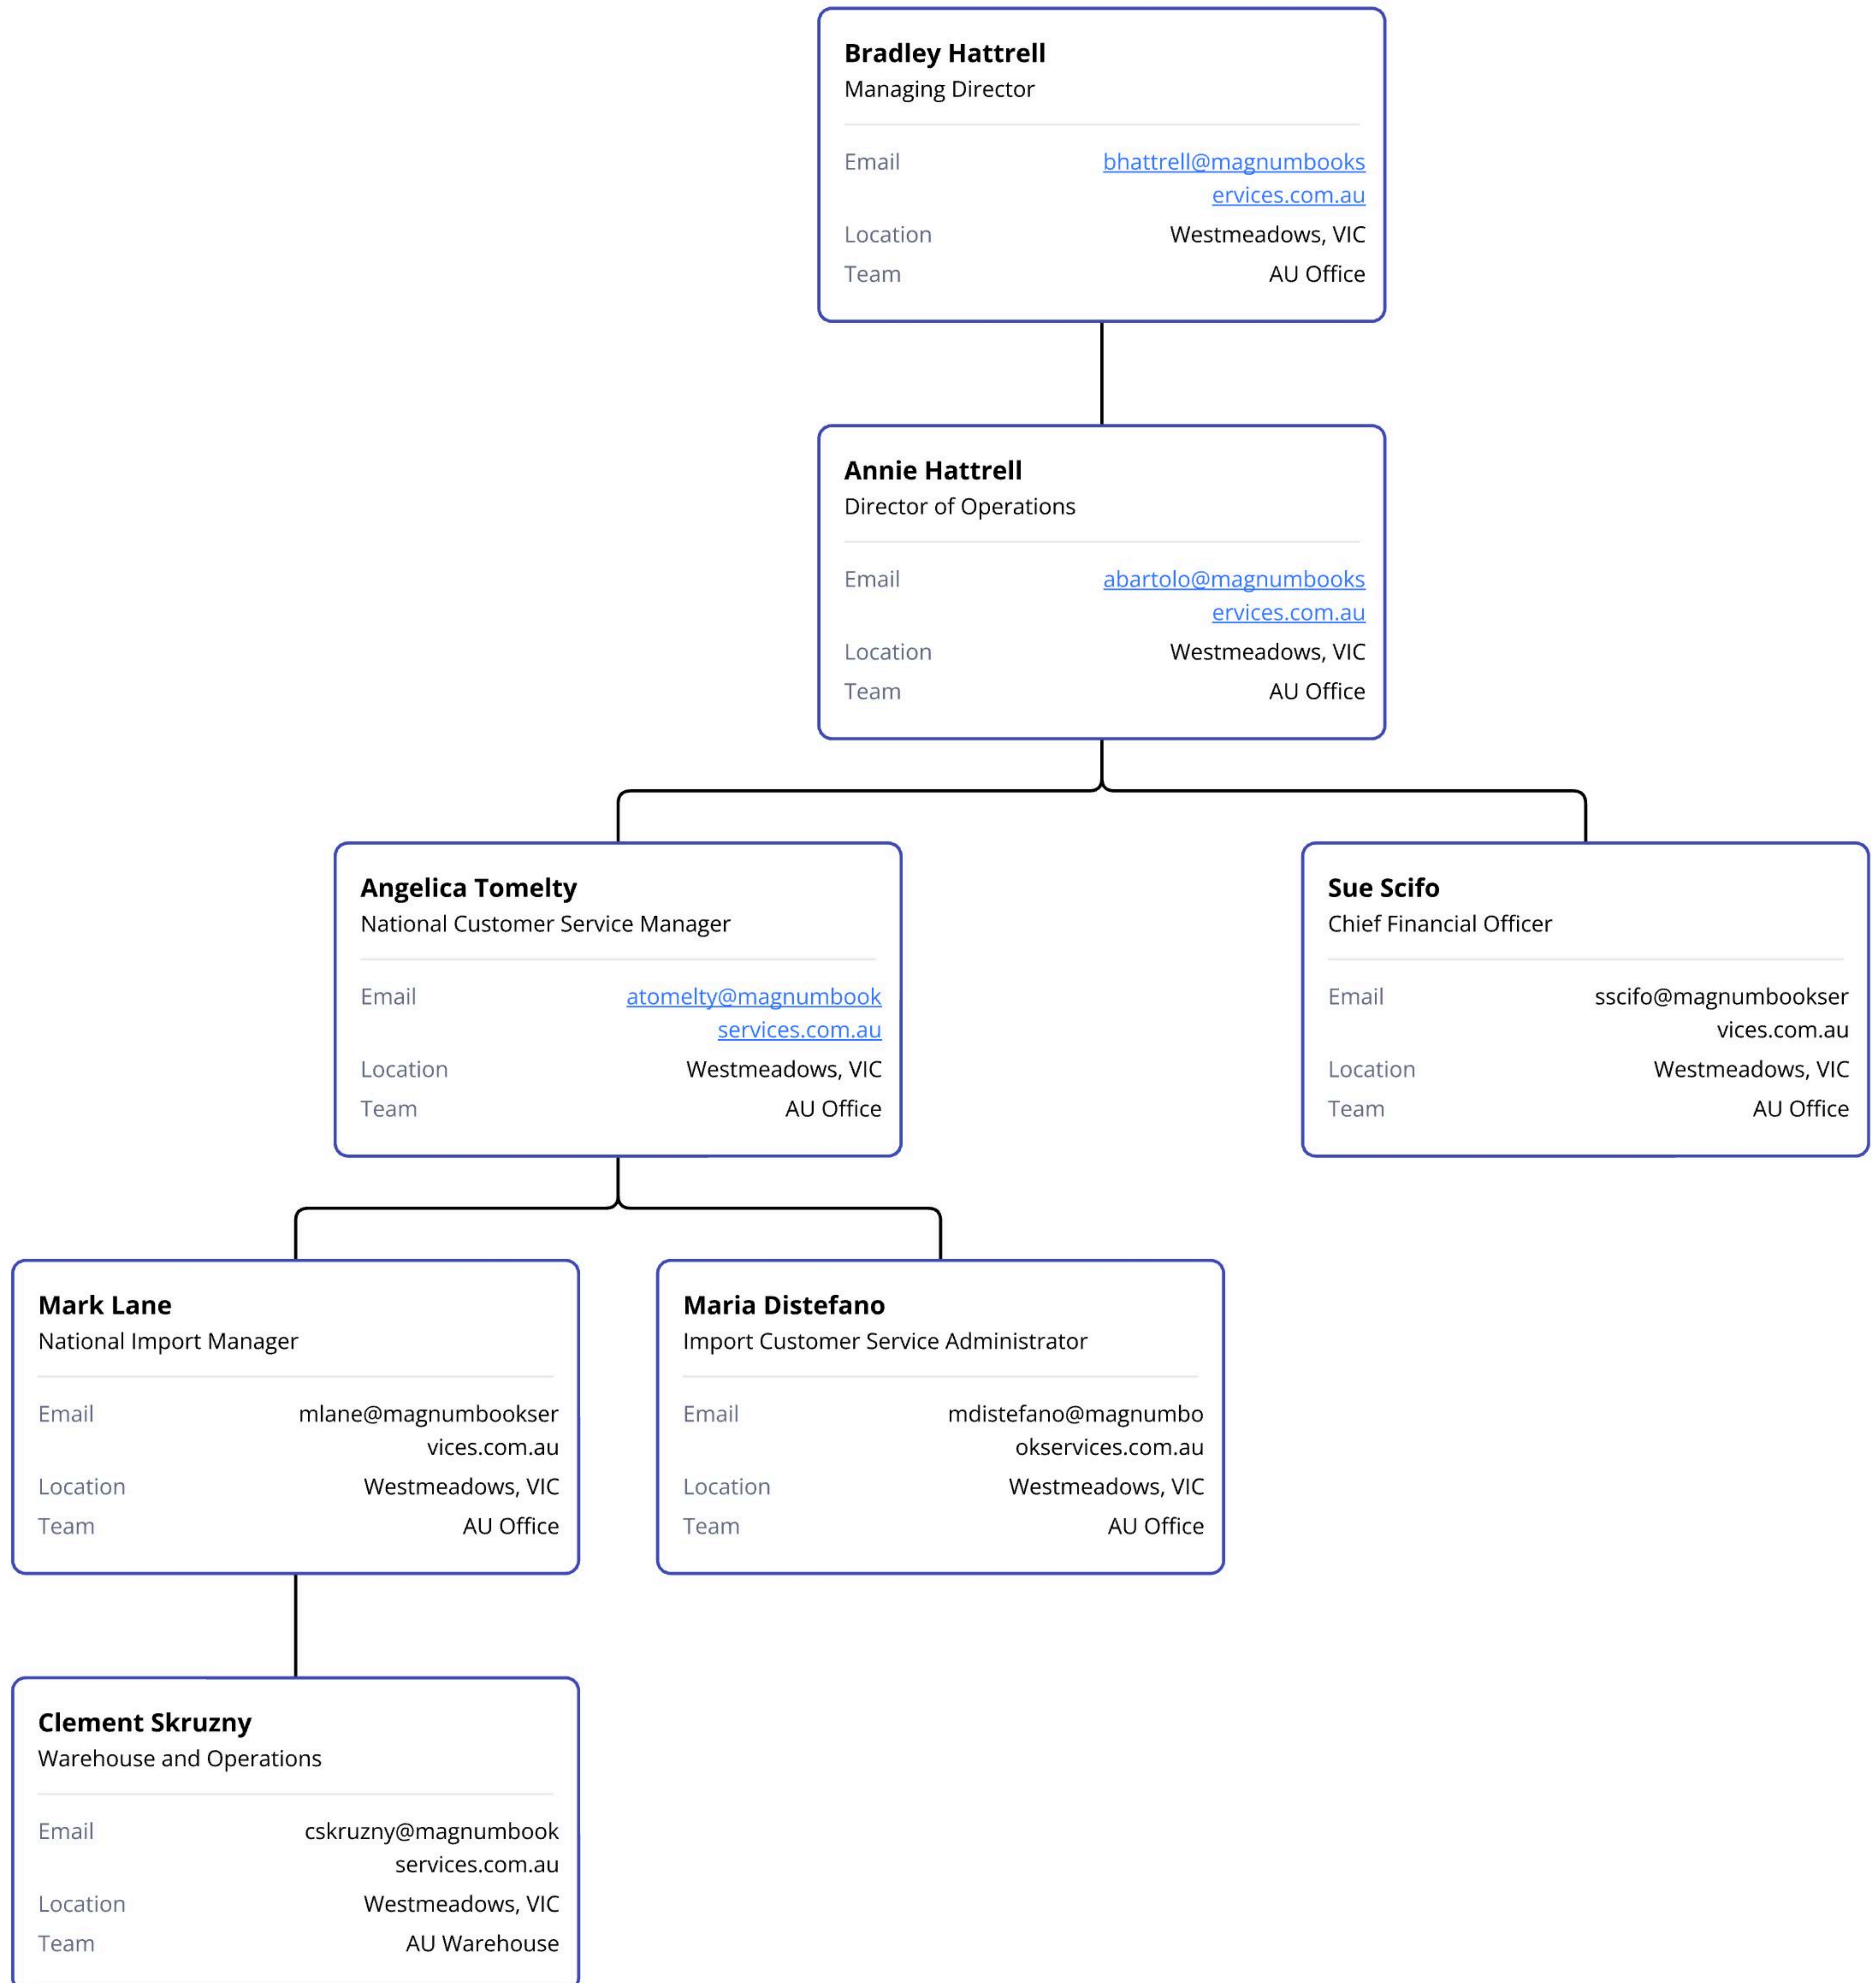 Bradley Hattrell
Managing Director
Email bhattrell@magnumbooks
ervices.com.au
Location Westmeadows, VIC
Team AU Office
Annie Hattrell
Director of Operations
Email abartolo@magnumbooks
ervices.com.au
Location Westmeadows, VIC
Team AU Office
Angelica Tomelty
National Customer Service Manager
Email atomelty@magnumbook
services.com.au
Location Westmeadows, VIC
Team AU Office
Sue Scifo
Chief Financial Officer
Email sscifo@magnumbookser
vices.com.au
Location Westmeadows, VIC
Team AU Office
Mark Lane
National Import Manager
Email mlane@magnumbookser
vices.com.au
Location Westmeadows, VIC
Team AU Office
Maria Distefano
Import Customer Service Administrator
Email mdistefano@magnumbo
okservices.com.au
Location Westmeadows, VIC
Team AU Office
Clement Skruzny
Warehouse and Operations
Email cskruzny@magnumbook
services.com.au
Location Westmeadows, VIC
Team AU Warehouse